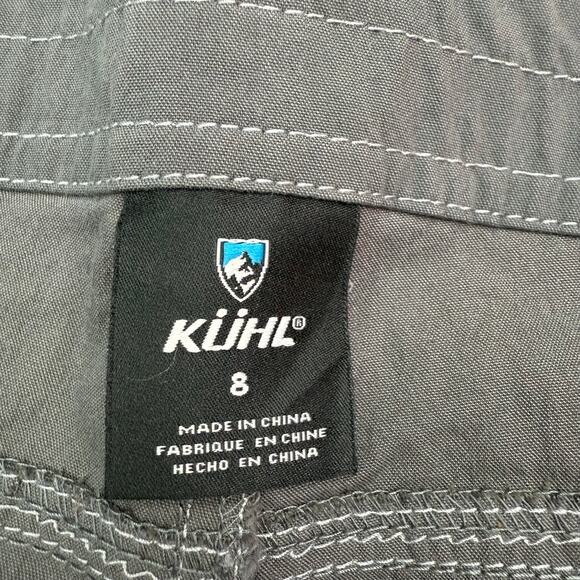 KÜHL®
8
MADE IN CHINA
FABRIQUE EN CHINE
HECHO EN CHINA